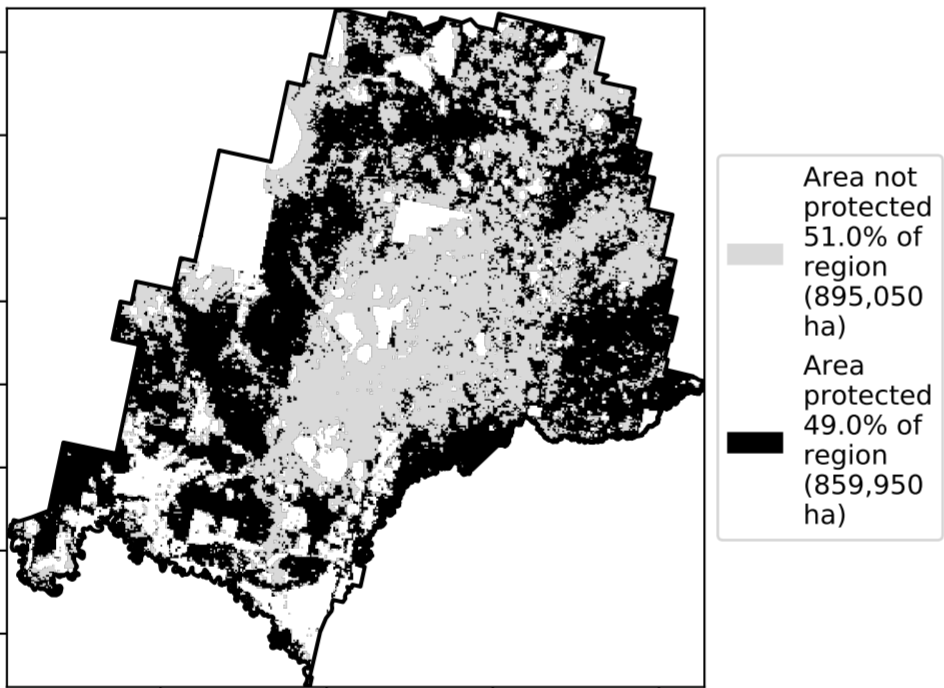 Area not
protected
51.0% of
region
(895,050
ha)
Area
protected
49.0% of
region
(859,950
ha)